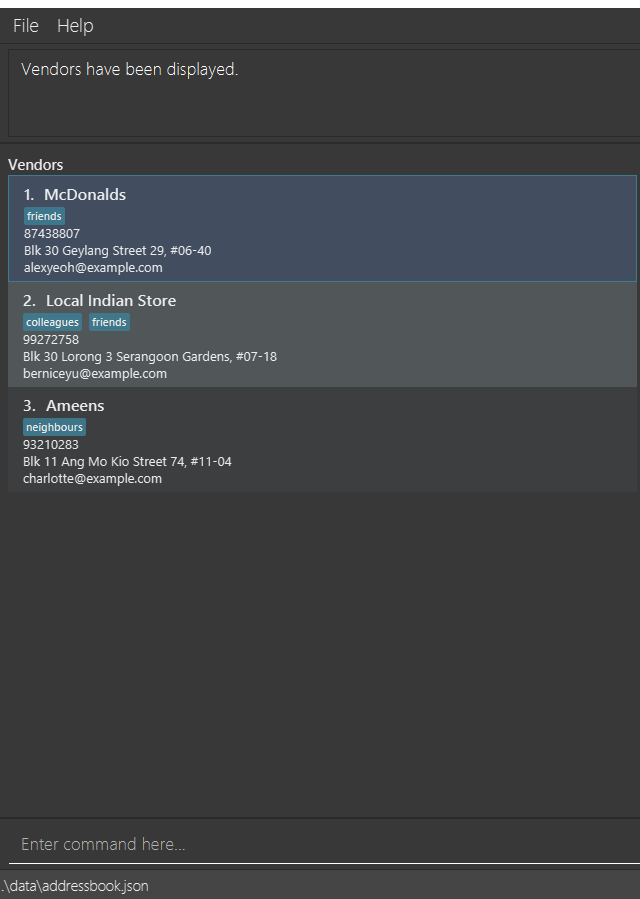 File Help
Vendors have been displayed.
Vendors
1. McDonalds
friends
87438807
Blk 30 Geylang Street 29, #06-40
alexyeoh@example.com
2. Local Indian Store
colleagues friends
99272758
Blk 30 Lorong 3 Serangoon Gardens, #07-18
berniceyu@example.com
3. Ameens
neighbours
93210283
Blk 11 Ang Mo Kio Street 74, #11-04
charlotte@example.com
Enter command here...
.\data\addressbook.json